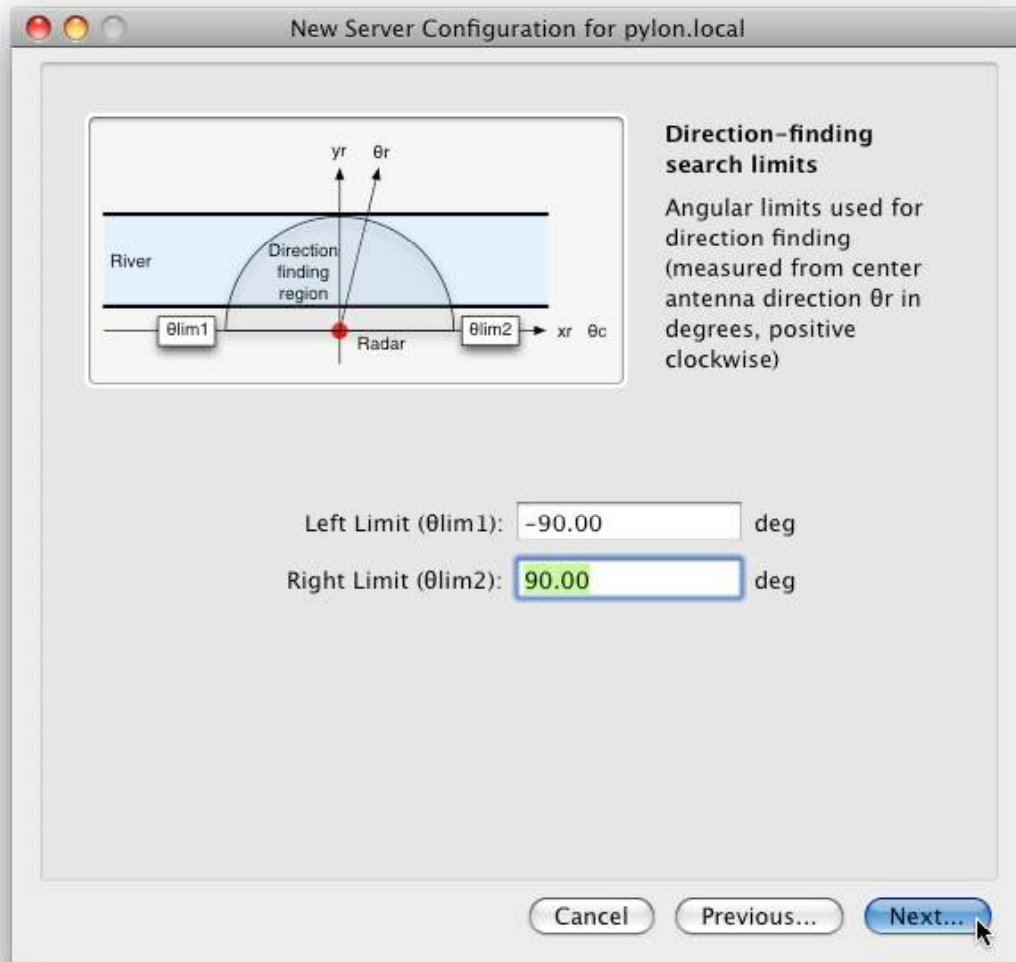 New Server Configuration for pylon.local
yr θr
River
Direction
finding
region
θlim1
θlim2
xr θc
Radar
Direction-finding
search limits
Angular limits used for
direction finding
(measured from center
antenna direction θr in
degrees, positive
clockwise)
Left Limit (θlim1): -90.00 deg
Right Limit (θlim2): 90.00 deg
Cancel Previous... Next...